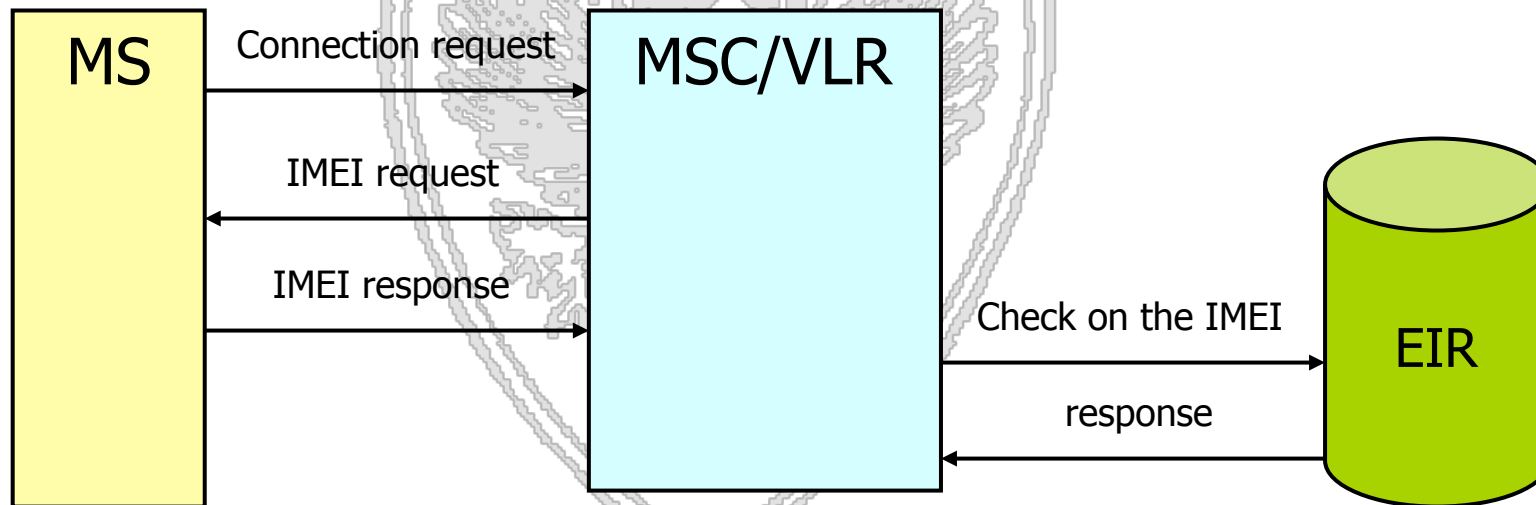 MS
Connection request
MSC/VLR
IMEI request
IMEI response
Check on the IMEI
EIR
response